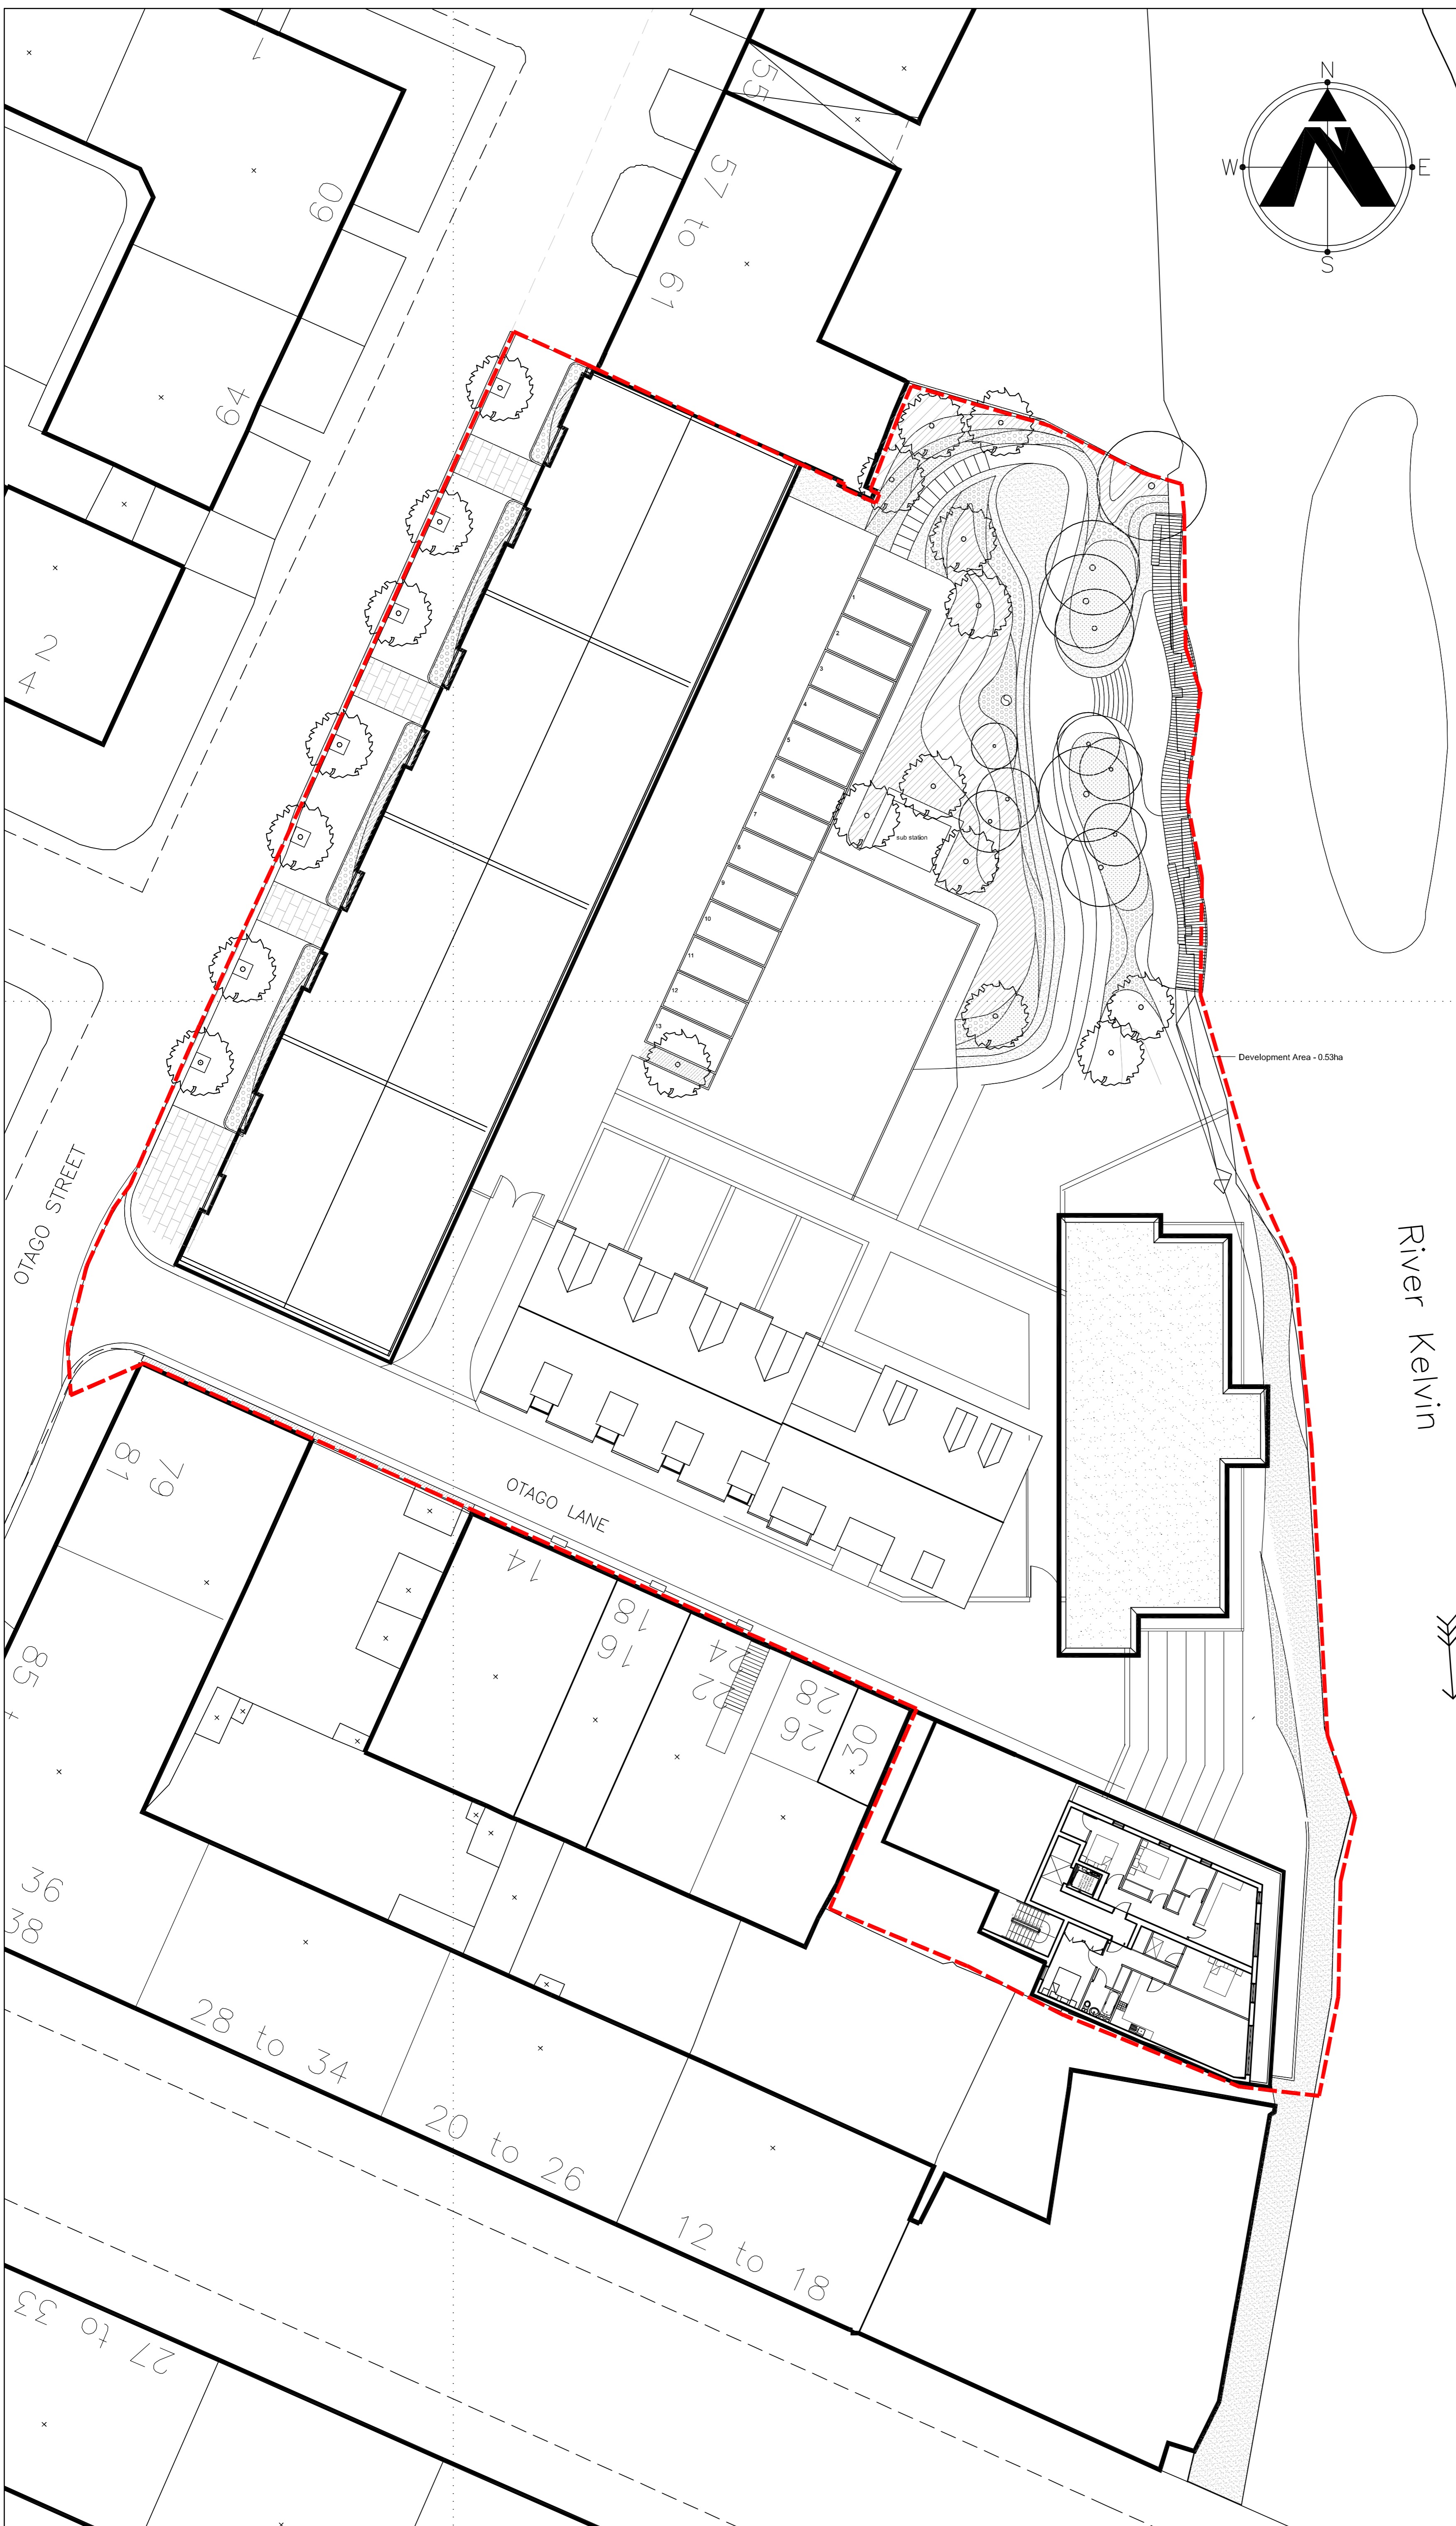 N
W
E
S
1
60
64
2
4
55
57 to 61
1
2
3
4
5
6
7
8
9
10
11
12
13
sub station
Development Area - 0.53ha
River Kelvin
OTAGO STREET
OTAGO LANE
79
81
85
14
18
16
24
22
28
26
30
36
38
28 to 34
20 to 26
12 to 18
27 to 33